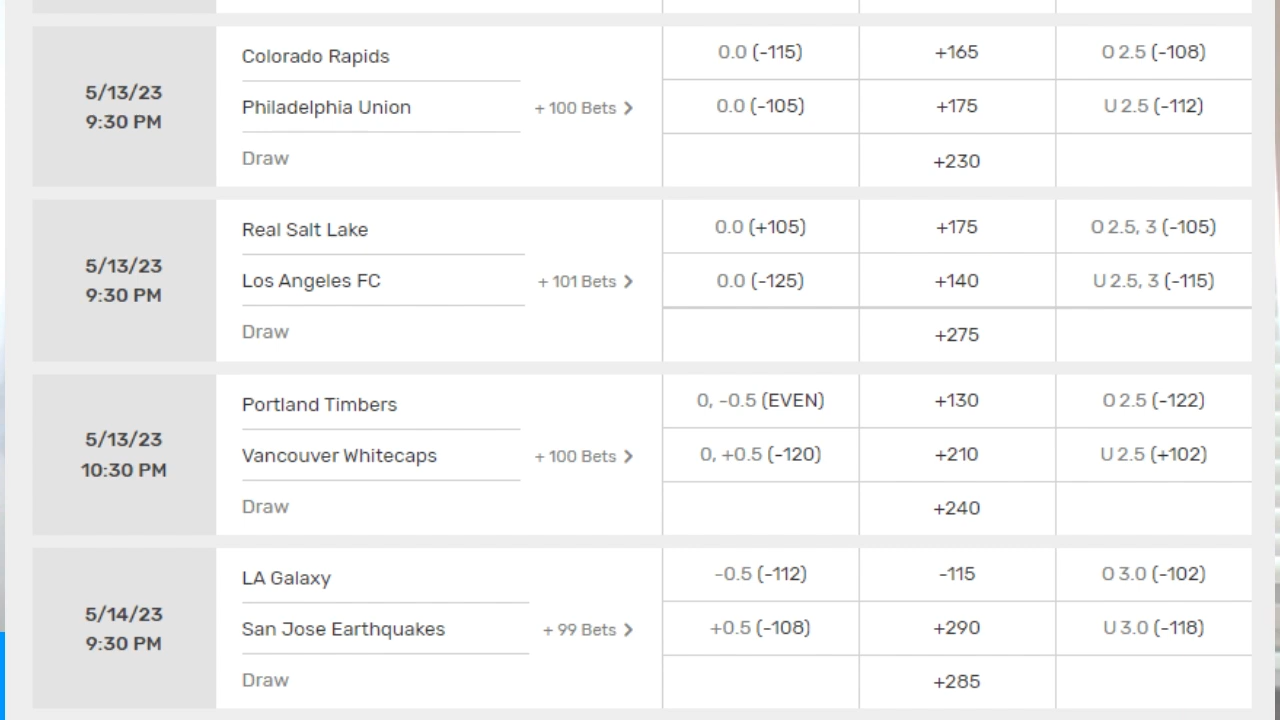 Colorado Rapids 0.0 (-115) +165 O 2.5 (-108)
5/13/23
Philadelphia Union + 100 Bets 0.0 (-105) +175 U 2.5 (-112)
9:30 PM
Draw +230
Real Salt Lake 0.0 (+105) +175 O 2.5, 3 (-105)
5/13/23
Los Angeles FC + 101 Bets 0.0 (-125) +140 U 2.5, 3 (-115)
9:30 PM
Draw +275
Portland Timbers 0, -0.5 (EVEN) +130 O 2.5 (-122)
5/13/23
Vancouver Whitecaps + 100 Bets 0, +0.5 (-120) +210 U 2.5 (+102)
10:30 PM
Draw +240
LA Galaxy -0.5 (-112) -115 O 3.0 (-102)
5/14/23
San Jose Earthquakes + 99 Bets +0.5 (-108) +290 U 3.0 (-118)
9:30 PM
Draw +285